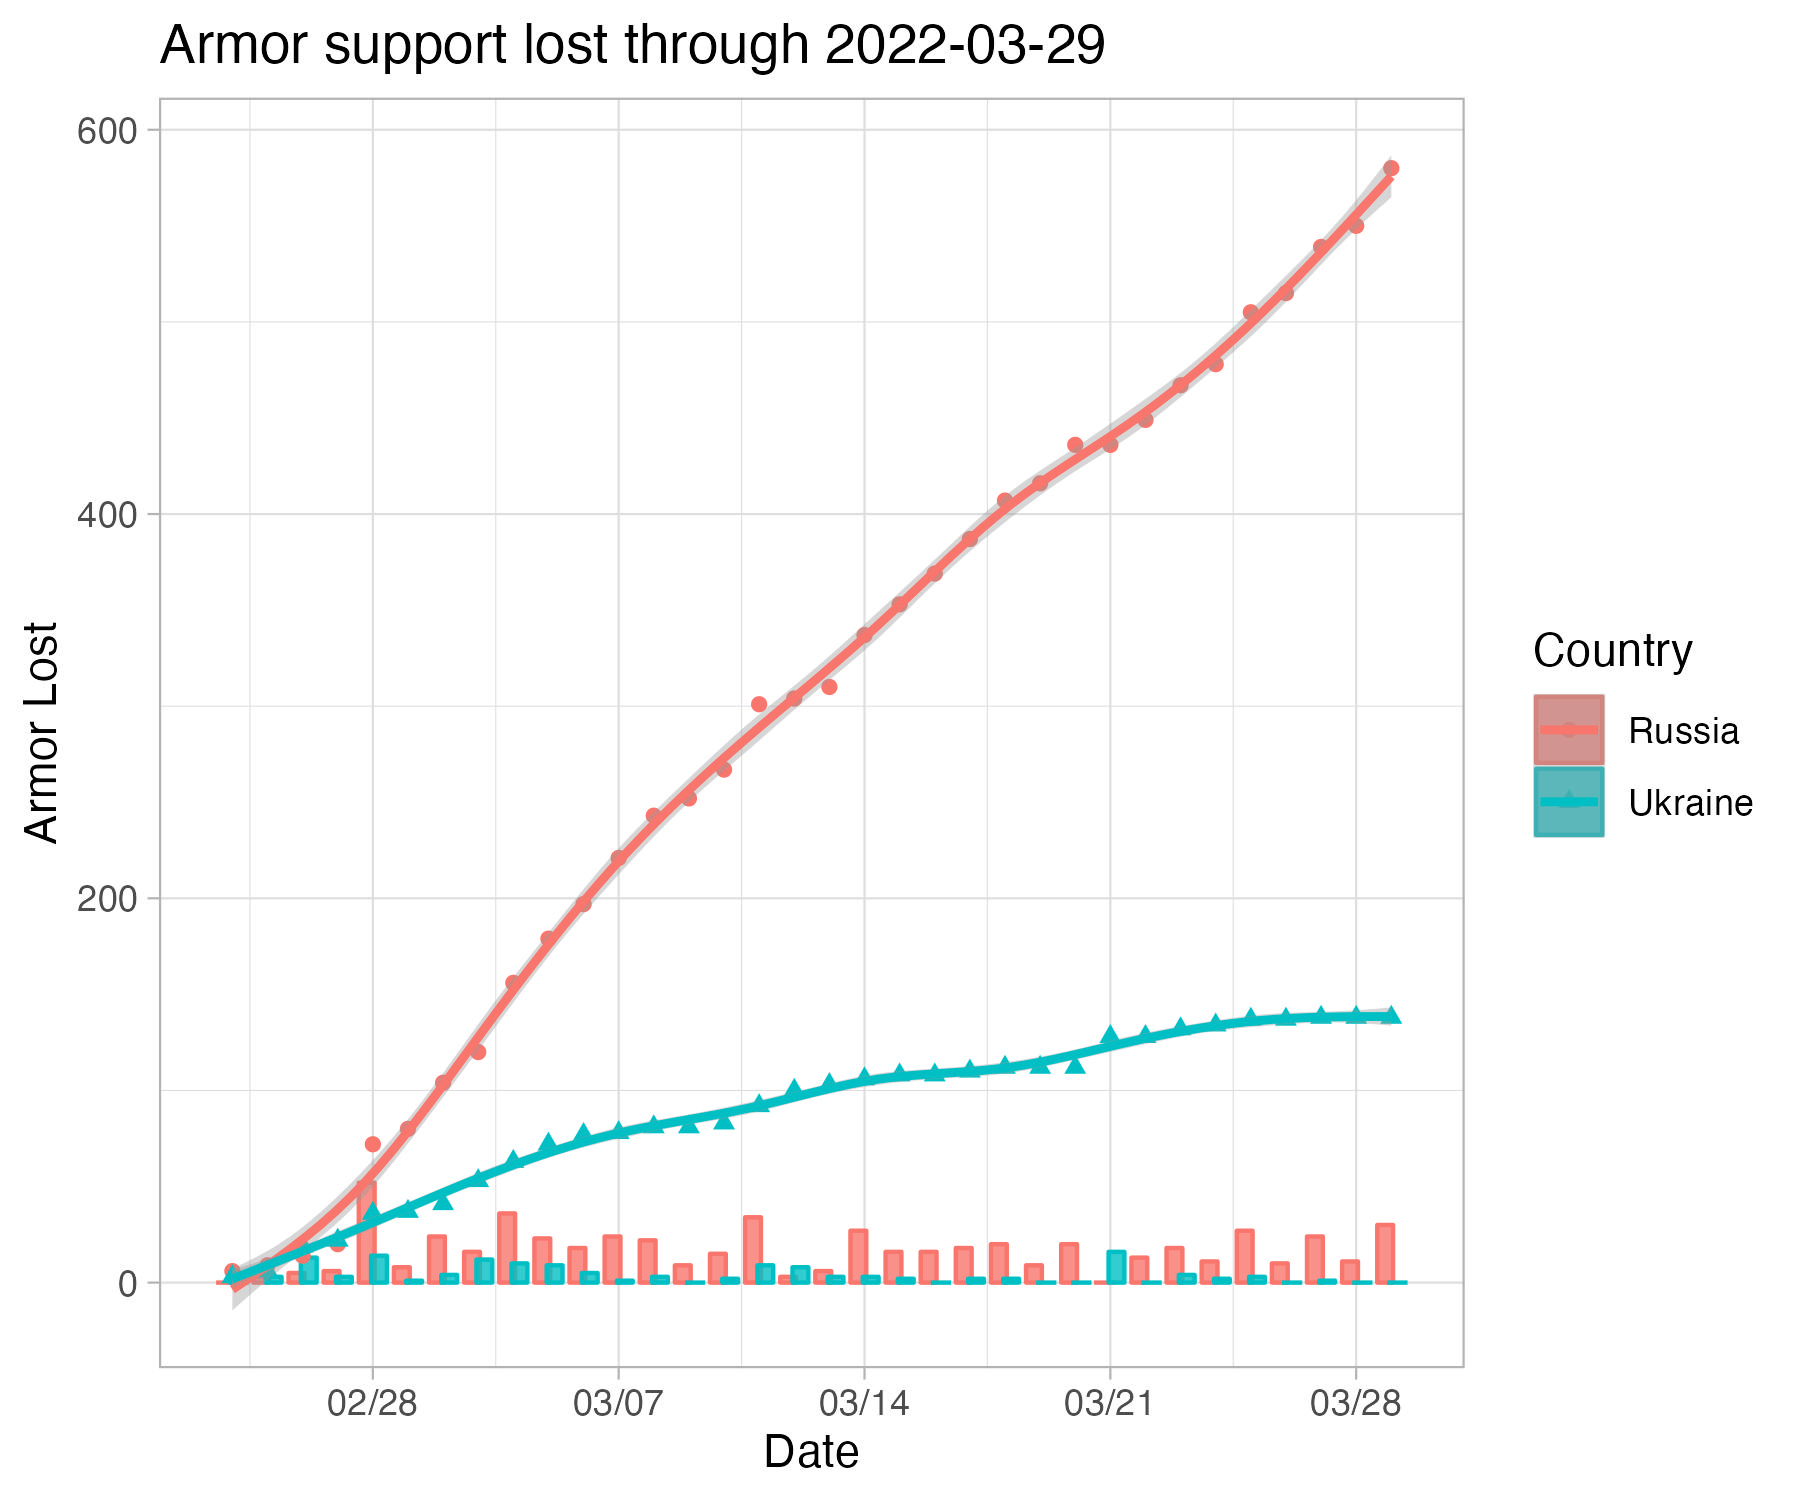 Armor support lost through 2022-03-29
600
400
200
0
Armor Lost
02/28 03/07 03/14 03/21 03/28
Date
Country
Russia
Ukraine